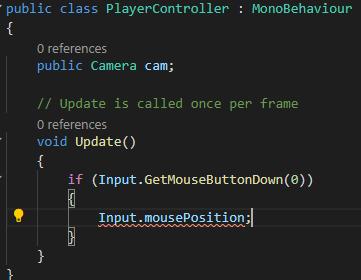 public class PlayerController : MonoBehaviour
{
0 references
public Camera cam;
// Update is called once per frame
0 references
void Update()
{
if (Input.GetMouseButtonDown(0))
{
Input.mousePosition;
}
}
}